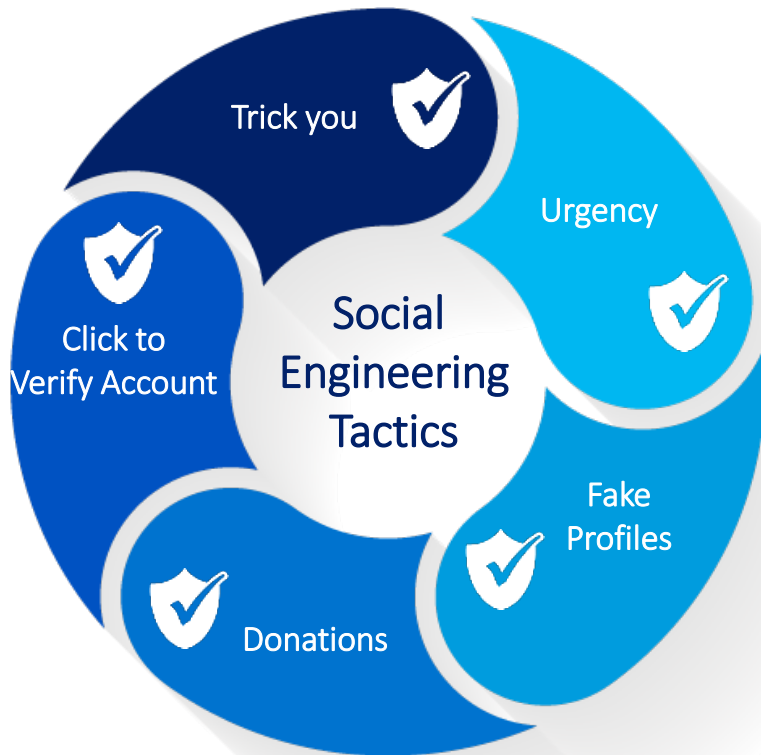 Trick you
Urgency
Social
Engineering
Tactics
Click to
Verify Account
Fake
Profiles
Donations